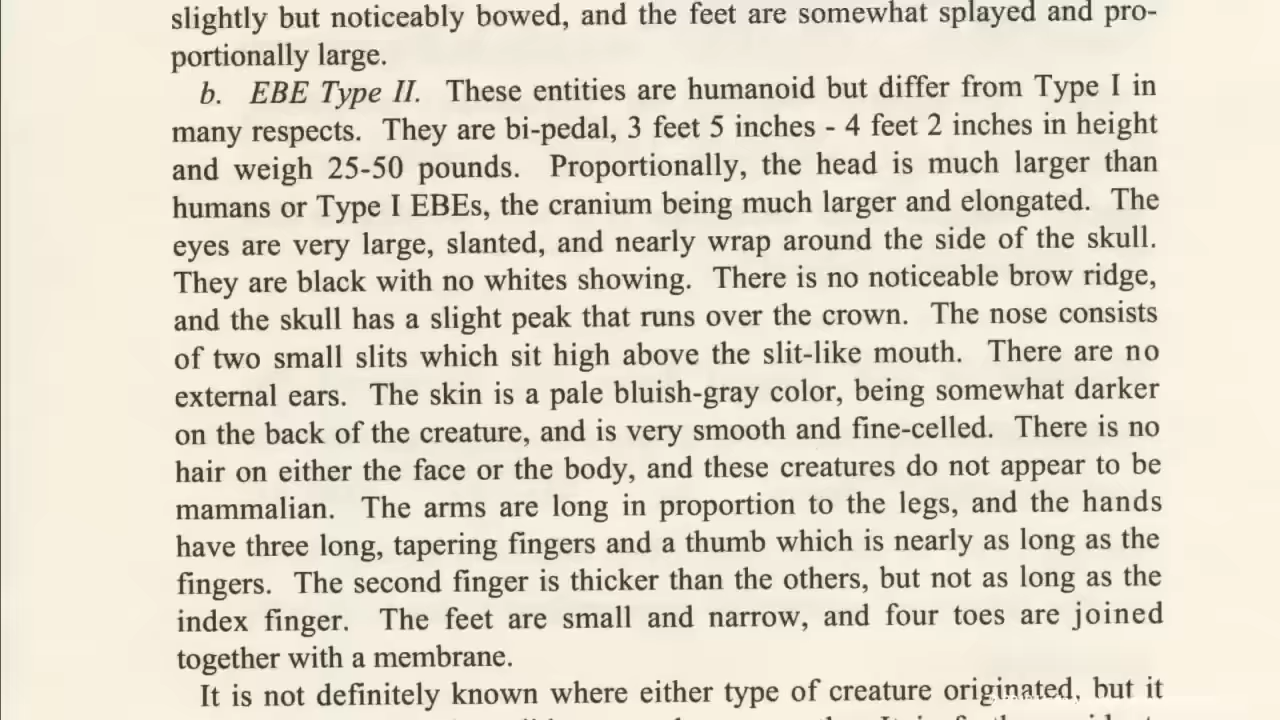 slightly but noticeably bowed, and the feet are somewhat splayed and pro-
portionally large.
b. EBE Type II. These entities are humanoid but differ from Type I in
many respects. They are bi-pedal, 3 feet 5 inches - 4 feet 2 inches in height
and weigh 25-50 pounds. Proportionally, the head is much larger than
humans or Type I EBEs, the cranium being much larger and elongated. The
eyes are very large, slanted, and nearly wrap around the side of the skull.
They are black with no whites showing. There is no noticeable brow ridge,
and the skull has a slight peak that runs over the crown. The nose consists
of two small slits which sit high above the slit-like mouth. There are no
external ears. The skin is a pale bluish-gray color, being somewhat darker
on the back of the creature, and is very smooth and fine-celled. There is no
hair on either the face or the body, and these creatures do not appear to be
mammalian. The arms are long in proportion to the legs, and the hands
have three long, tapering fingers and a thumb which is nearly as long as the
fingers. The second finger is thicker than the others, but not as long as the
index finger. The feet are small and narrow, and four toes are joined
together with a membrane.
It is not definitely known where either type of creature originated, but it